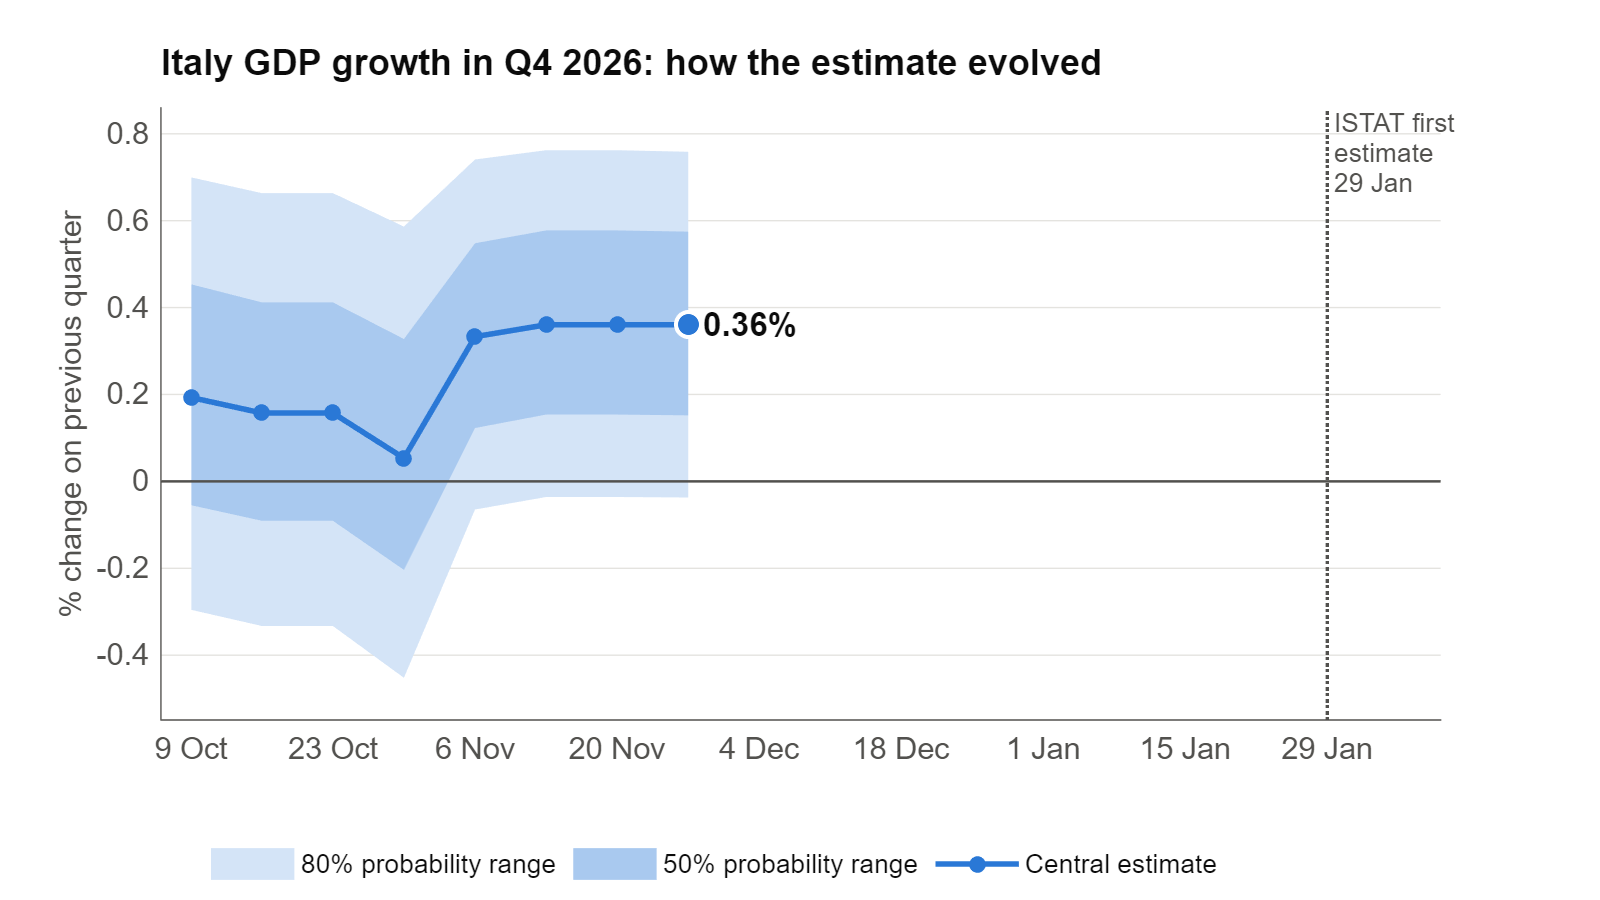 Italy GDP growth in Q4 2026: how the estimate evolved
% change on previous quarter
0.8
0.6
0.4
0.2
0
-0.2
-0.4
ISTAT first
estimate
29 Jan
0.36%
9 Oct
23 Oct
6 Nov
20 Nov
4 Dec
18 Dec
1 Jan
15 Jan
29 Jan
80% probability range
50% probability range
Central estimate